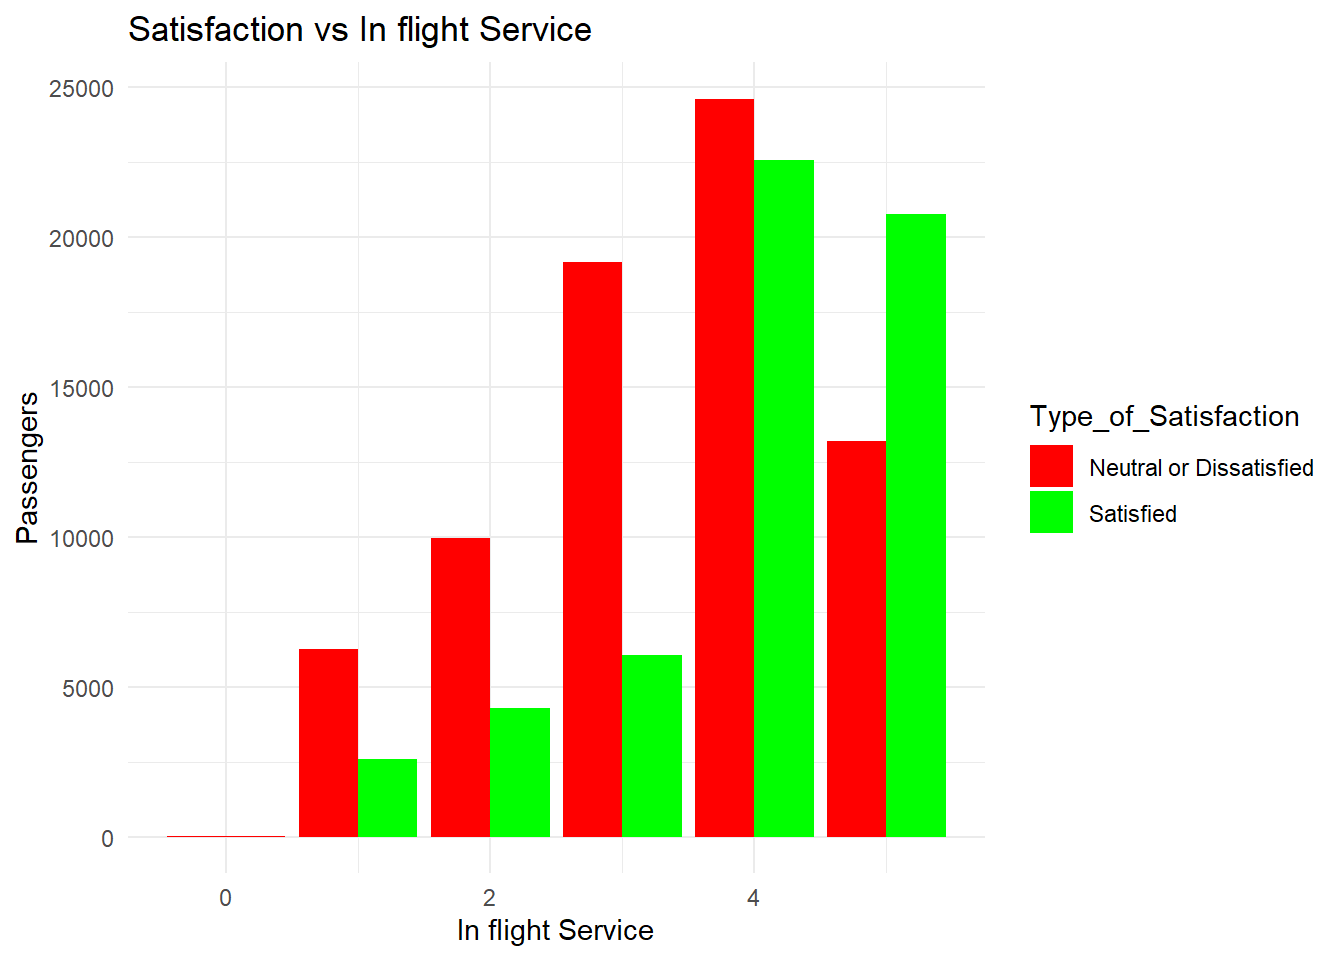 Satisfaction vs In flight Service
25000
20000
15000
10000
5000
0
Passengers
0 2 4
In flight Service
Type_of_Satisfaction
Neutral or Dissatisfied
Satisfied